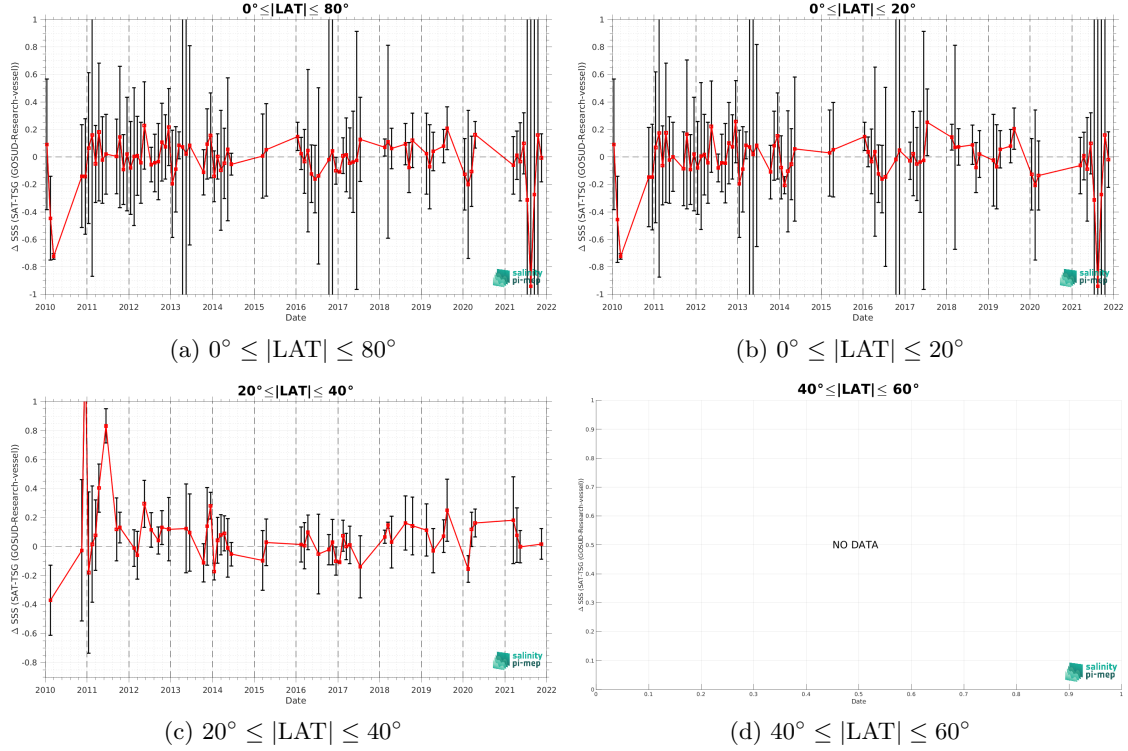 0°≤|LAT|≤ 80°
Δ SSS (SAT-TSG (GOSUD-Research-vessel))
1
0.8
0.6
0.4
0.2
0
-0.2
-0.4
-0.6
-0.8
-1
2010 2011 2012 2013 2014 2015 2016 2017 2018 2019 2020 2021 2022
Date
salinity
pi-mep
(a) 0° ≤ |LAT| ≤ 80°
0°≤|LAT|≤ 20°
Δ SSS (SAT-TSG (GOSUD-Research-vessel))
1
0.8
0.6
0.4
0.2
0
-0.2
-0.4
-0.6
-0.8
-1
2010 2011 2012 2013 2014 2015 2016 2017 2018 2019 2020 2021 2022
Date
salinity
pi-mep
(b) 0° ≤ |LAT| ≤ 20°
20°≤|LAT|≤ 40°
Δ SSS (SAT-TSG (GOSUD-Research-vessel))
1
0.8
0.6
0.4
0.2
0
-0.2
-0.4
-0.6
-0.8
2010 2011 2012 2013 2014 2015 2016 2017 2018 2019 2020 2021 2022
Date
salinity
pi-mep
(c) 20° ≤ |LAT| ≤ 40°
40°≤|LAT|≤ 60°
Δ SSS (SAT-TSG (GOSUD-Research-vessel))
1
0.9
0.8
0.7
0.6
0.5
0.4
0.3
0.2
0.1
0
NO DATA
0 0.1 0.2 0.3 0.4 0.5 0.6 0.7 0.8 0.9 1
Date
salinity
pi-mep
(d) 40° ≤ |LAT| ≤ 60°